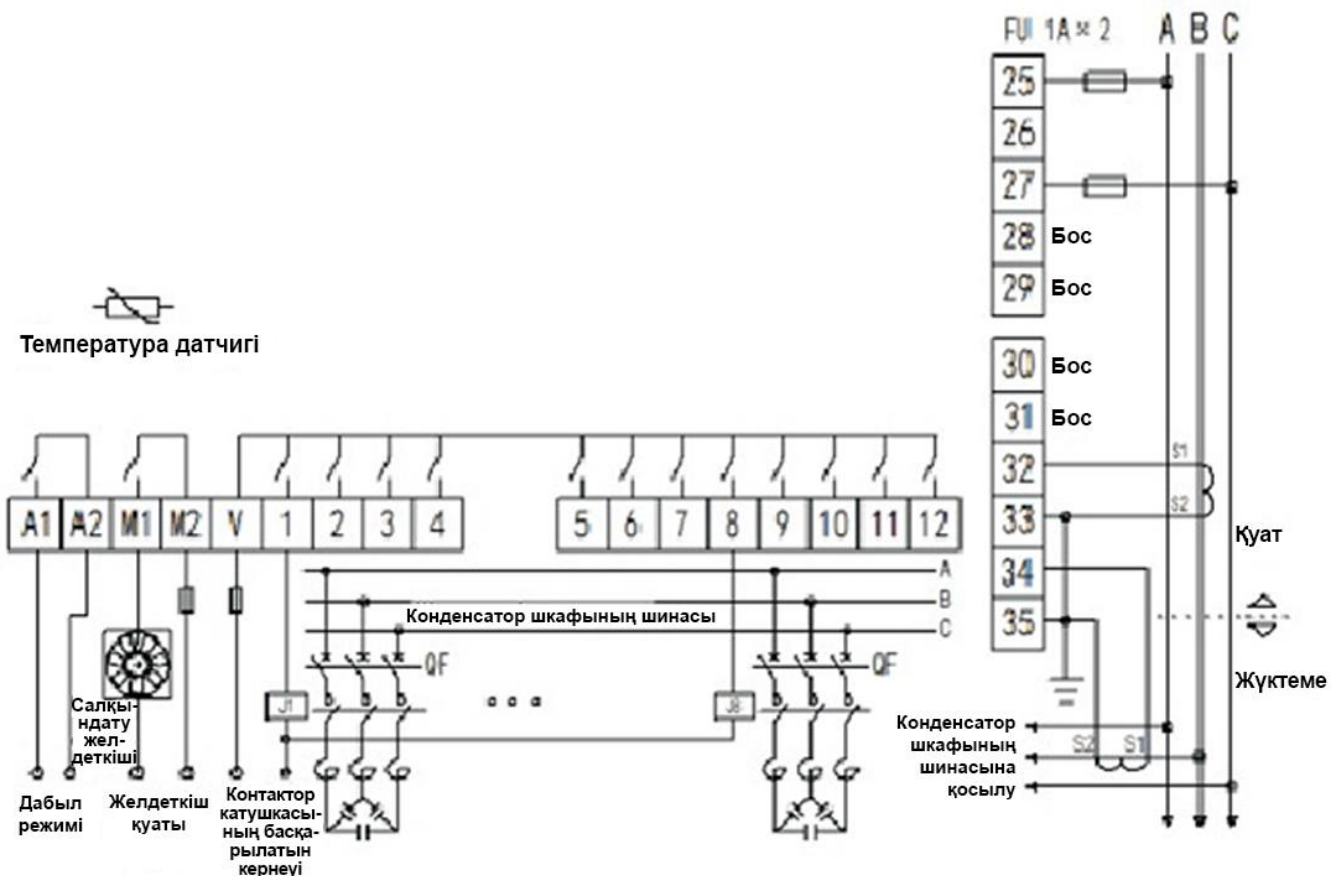 FU1 1A × 2
A B C
25
26
27
28 Бос
29 Бос
30 Бос
31 Бос
32
33
34
35
S1
S2
Қуат
Жүктеме
Температура датчигі
A1 A2 M1 M2 V 1 2 3 4
5 6 7 8 9 10 11 12
A
B
C
Конденсатор шкафының шинасы
QF
QF
J1
J8
Салқы-
ндату
жел-
деткіші
Дабыл
режимі
Желдеткіш
қуаты
Контактор
катушкасы-
ның басқа-
рылатын
кернеуі
Конденсатор
шкафының
шинасына
қосылу
S2 S1